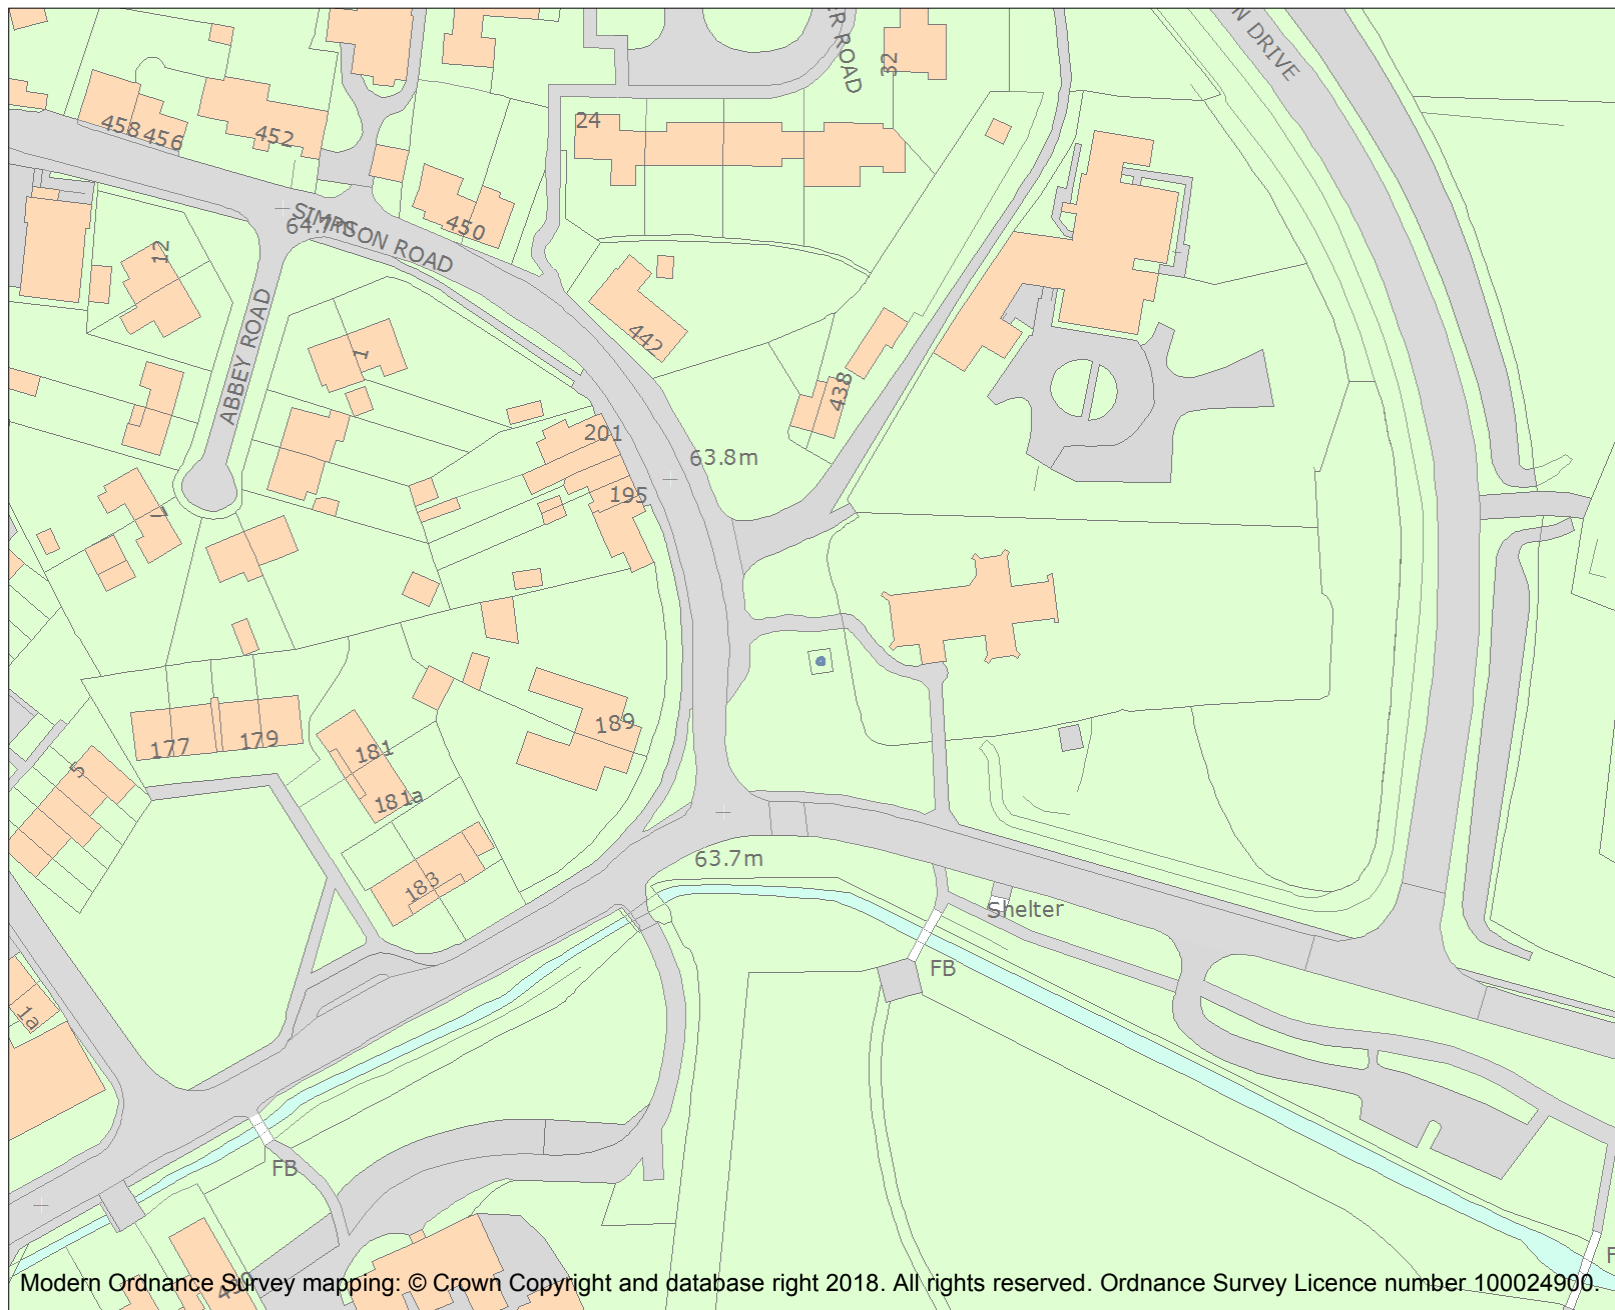 ER ROAD
N DRIVE
32
24
458
456
452
SIMPSON ROAD
64.7m
450
12
ABBEY ROAD
1
442
438
201
63.8m
195
7
189
177
179
181
181a
5
183
63.7m
Shelter
FB
1a
FB
F
Modern Ordnance Survey mapping: © Crown Copyright and database right 2018. All rights reserved. Ordnance Survey Licence number 100024900.